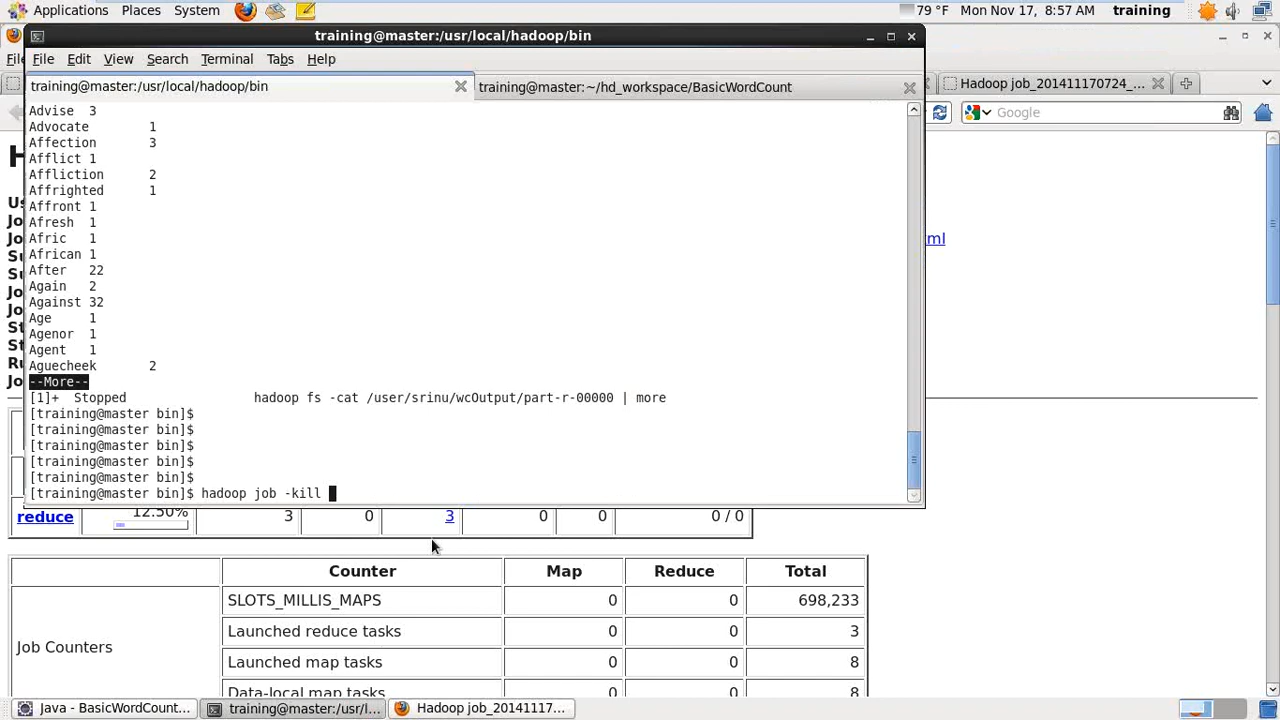 Applications Places System 79 °F Mon Nov 17, 8:57 AM training
training@master:/usr/local/hadoop/bin
File Edit View Search Terminal Tabs Help
training@master:/usr/local/hadoop/bin training@master:~/hd_workspace/BasicWordCount Hadoop job_201411170724_...
Google
Advise 3
Advocate 1
Affection 3
Afflict 1
Affliction 2
Affrighted 1
Affront 1
Afresh 1
Afric 1
African 1
After 22
Again 2
Against 32
Age 1
Agenor 1
Agent 1
Aguecheek 2
--More--
[1]+ Stopped hadoop fs -cat /user/srinu/wcOutput/part-r-00000 | more
[training@master bin]$
[training@master bin]$
[training@master bin]$
[training@master bin]$
[training@master bin]$
[training@master bin]$ hadoop job -kill
reduce 12.50% 3 0 3 0 0 0 / 0
Counter Map Reduce Total
Job Counters
SLOTS_MILLIS_MAPS 0 0 698,233
Launched reduce tasks 0 0 3
Launched map tasks 0 0 8
Data-local map tasks 0 0 8
Java - BasicWordCount... training@master:/usr/l... Hadoop job_20141117...